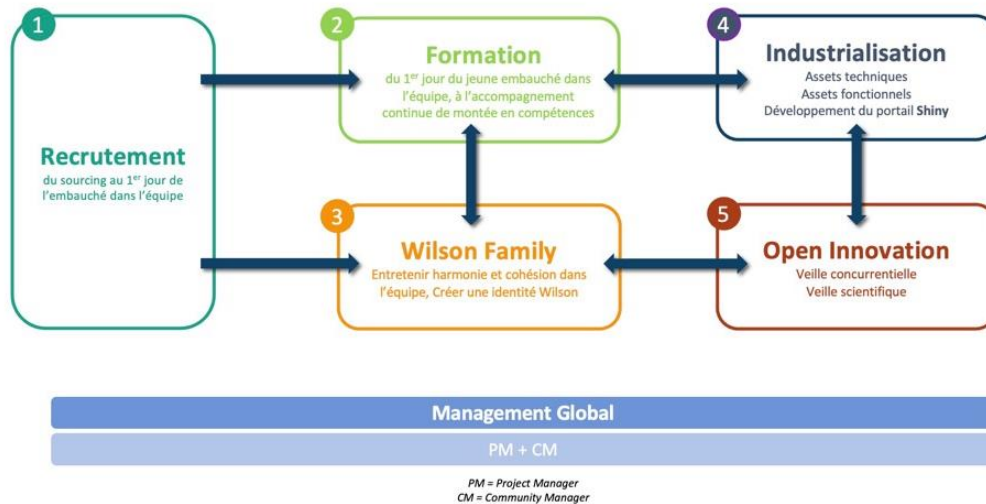 1
Recrutement
du sourcing au 1er jour de
l'embauché dans l'équipe
2
Formation
du 1er jour du jeune embauché dans
l'équipe, à l'accompagnement
continue de montée en compétences
3
Wilson Family
Entretenir harmonie et cohésion dans
l'équipe, Créer une identité Wilson
4
Industrialisation
Assets techniques
Assets fonctionnels
Développement du portail Shiny
5
Open Innovation
Veille concurrentielle
Veille scientifique
Management Global
PM + CM
PM = Project Manager
CM = Community Manager